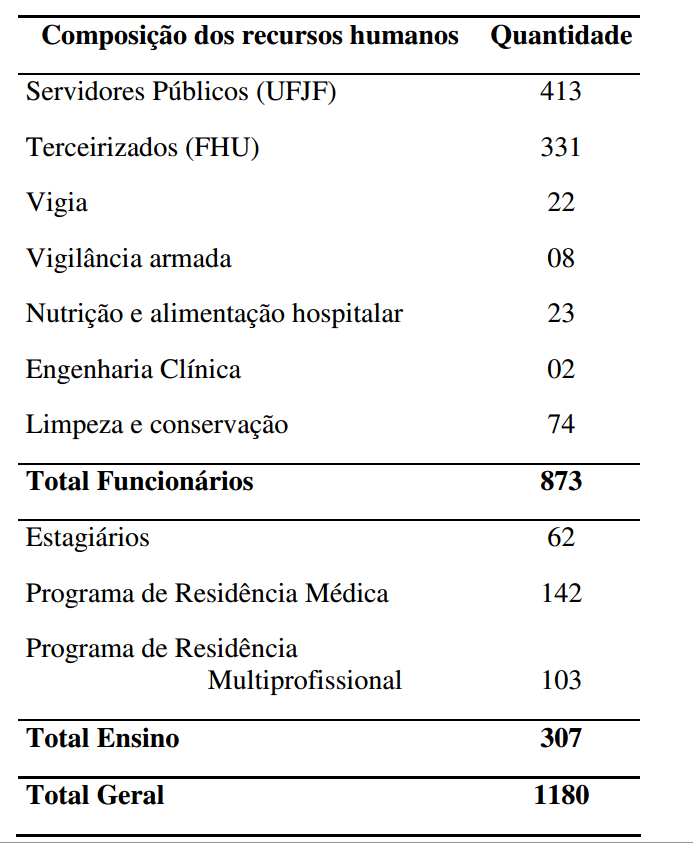 Composição dos recursos humanos Quantidade
Servidores Públicos (UFJF) 413
Terceirizados (FHU) 331
Vigia 22
Vigilância armada 08
Nutrição e alimentação hospitalar 23
Engenharia Clínica 02
Limpeza e conservação 74
Total Funcionários 873
Estagiários 62
Programa de Residência Médica 142
Programa de Residência
Multiprofissional 103
Total Ensino 307
Total Geral 1180